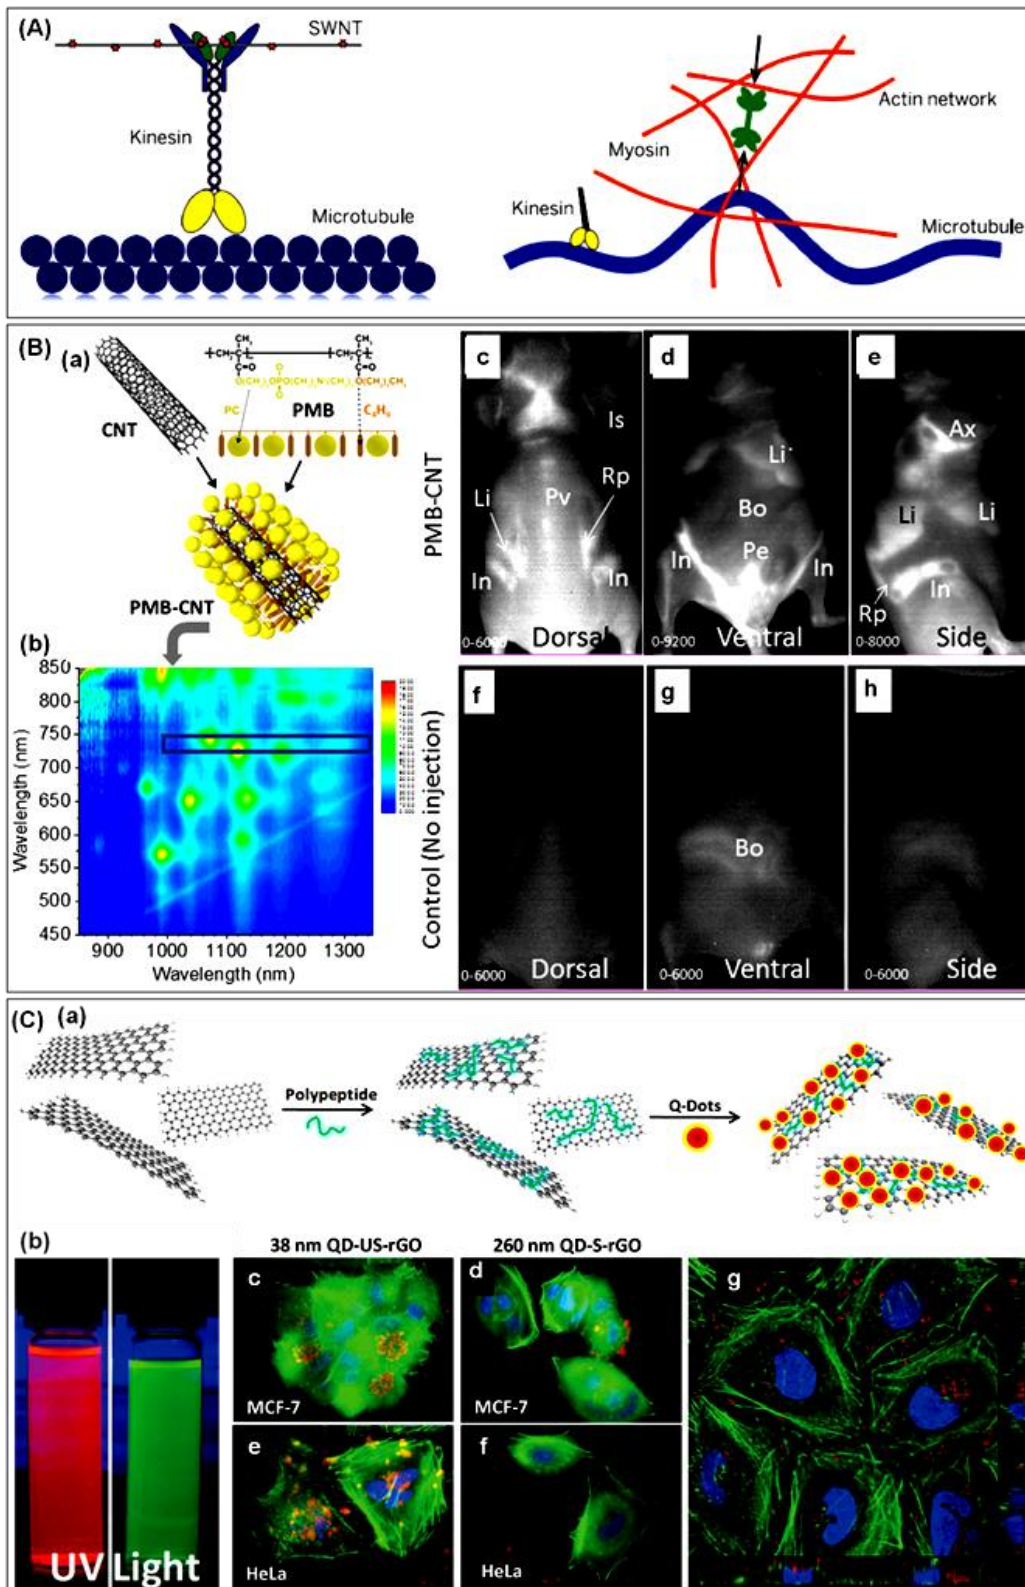 (A)
SWNT
Kinesin
Microtubule
Actin network
Myosin
Kinesin
Microtubule
(B)
(a)
CNT
PC
PMB
C₄H₉
PMB-CNT
(b)
850
800
750
700
650
600
550
500
450
Wavelength (nm)
900 1000 1100 1200 1300
Wavelength (nm)
PMB-CNT
c
Is
Li
Pv
Rp
In
In
0-6000
Dorsal
d
Li
Bo
Pe
In
In
0-9200
Ventral
e
Ax
Li
Li
In
Rp
0-8000
Side
Control (No injection)
f
0-6000
Dorsal
g
Bo
0-6000
Ventral
h
0-6000
Side
(C)
(a)
Polypeptide
Q-Dots
(b)
UV Light
38 nm QD-US-rGO
260 nm QD-S-rGO
c
MCF-7
d
MCF-7
e
HeLa
f
HeLa
g